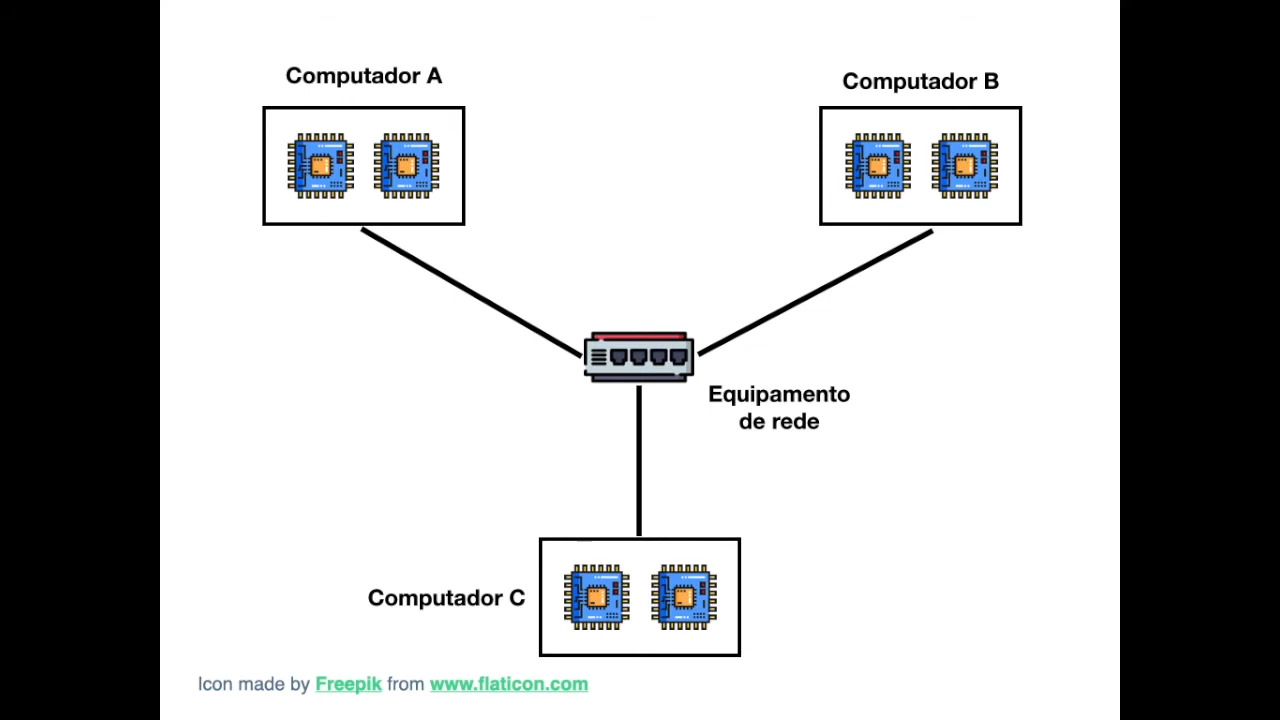 Computador A
Computador B
Equipamento
de rede
Computador C
Icon made by Freepik from www.flaticon.com